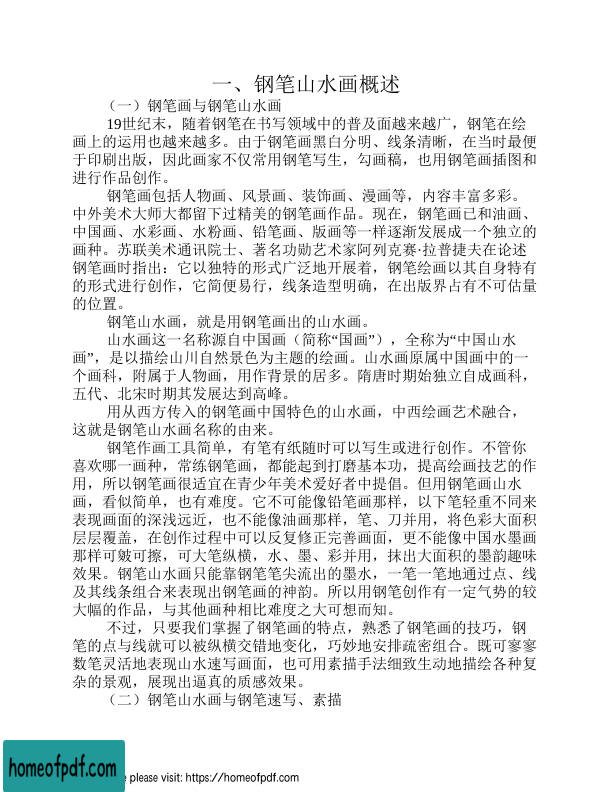 一、钢笔山水画概述
（一）钢笔画与钢笔山水画
19世纪末，随着钢笔在书写领域中的普及面越来越广，钢笔在绘
画上的运用也越来越多。由于钢笔画黑白分明、线条清晰，在当时最便
于印刷出版，因此画家不仅常用钢笔写生，勾画稿，也用钢笔画插图和
进行作品创作。
钢笔画包括人物画、风景画、装饰画、漫画等，内容丰富多彩。
中外美术大师大都留下过精美的钢笔画作品。现在，钢笔画已和油画、
中国画、水彩画、水粉画、铅笔画、版画等一样逐渐发展成一个独立的
画种。苏联美术通讯院士、著名功勋艺术家阿列克赛·拉普捷夫在论述
钢笔画时指出：它以独特的形式广泛地开展着，钢笔绘画以其自身特有
的形式进行创作，它简便易行，线条造型明确，在出版界占有不可估量
的位置。
钢笔山水画，就是用钢笔画出的山水画。
山水画这一名称源自中国画（简称“国画”），全称为“中国山水
画”，是以描绘山川自然景色为主题的绘画。山水画原属中国画中的一
个画科，附属于人物画，用作背景的居多。隋唐时期始独立自成画科，
五代、北宋时期其发展达到高峰。
用从西方传入的钢笔画中国特色的山水画，中西绘画艺术融合，
这就是钢笔山水画名称的由来。
钢笔作画工具简单，有笔有纸随时可以写生或进行创作。不管你
喜欢哪一画种，常练钢笔画，都能起到打磨基本功，提高绘画技艺的作
用，所以钢笔画很适宜在青少年美术爱好者中提倡。但用钢笔画山水
画，看似简单，也有难度。它不可能像铅笔画那样，以下笔轻重不同来
表现画面的深浅远近，也不能像油画那样，笔、刀并用，将色彩大面积
层层覆盖，在创作过程中可以反复修正完善画面，更不能像中国水墨画
那样可皴可擦，可大笔纵横，水、墨、彩并用，抹出大面积的墨韵趣味
效果。钢笔山水画只能靠钢笔笔尖流出的墨水，一笔一笔地通过点、线
及其线条组合来表现出钢笔画的神韵。所以用钢笔创作有一定气势的较
大幅的作品，与其他画种相比难度之大可想而知。
不过，只要我们掌握了钢笔画的特点，熟悉了钢笔画的技巧，钢
笔的点与线就可以被纵横交错地变化，巧妙地安排疏密组合。既可寥寥
数笔灵活地表现山水速写画面，也可用素描手法细致生动地描绘各种复
杂的景观，展现出逼真的质感效果。
（二）钢笔山水画与钢笔速写、素描
homeofpdf.com
e please visit: https://homeofpdf.com